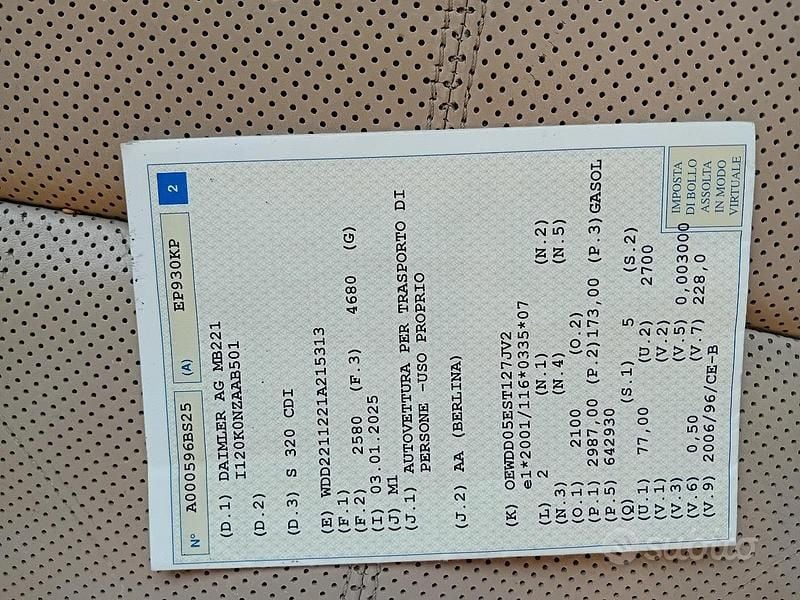 N° A000596BS25 (A) EP930KP 2
(D.1) DAIMLER AG MB221
I120K0NZAAB501
(D.2)
(D.3) S 320 CDI
(E) WDD2211221A215313
(F.1)
(F.2) 2580 (F.3) 4680 (G)
(I) 03.01.2025
(J) M1
(J.1) AUTOVETTURA PER TRASPORTO DI
PERSONE -USO PROPRIO
(J.2) AA (BERLINA)
(K) OEWDD05EST127JV2
e1*2001/116*0335*07
(L) 2 (N.1) (N.2)
(N.3) (N.4) (N.5)
(O.1) 2100 (O.2)
(P.1) 2987,00 (P.2)173,00 (P.3)GASOL
(P.5) 642930
(Q) (S.1) 5 (S.2)
(U.1) 77,00 (U.2) 2700
(V.1) (V.2)
(V.3) (V.5) 0,003000
(V.6) 0,50 (V.7) 228,0
(V.9) 2006/96/CE-B
IMPOSTA
DI BOLLO
ASSOLTA
IN MODO
VIRTUALE
subito